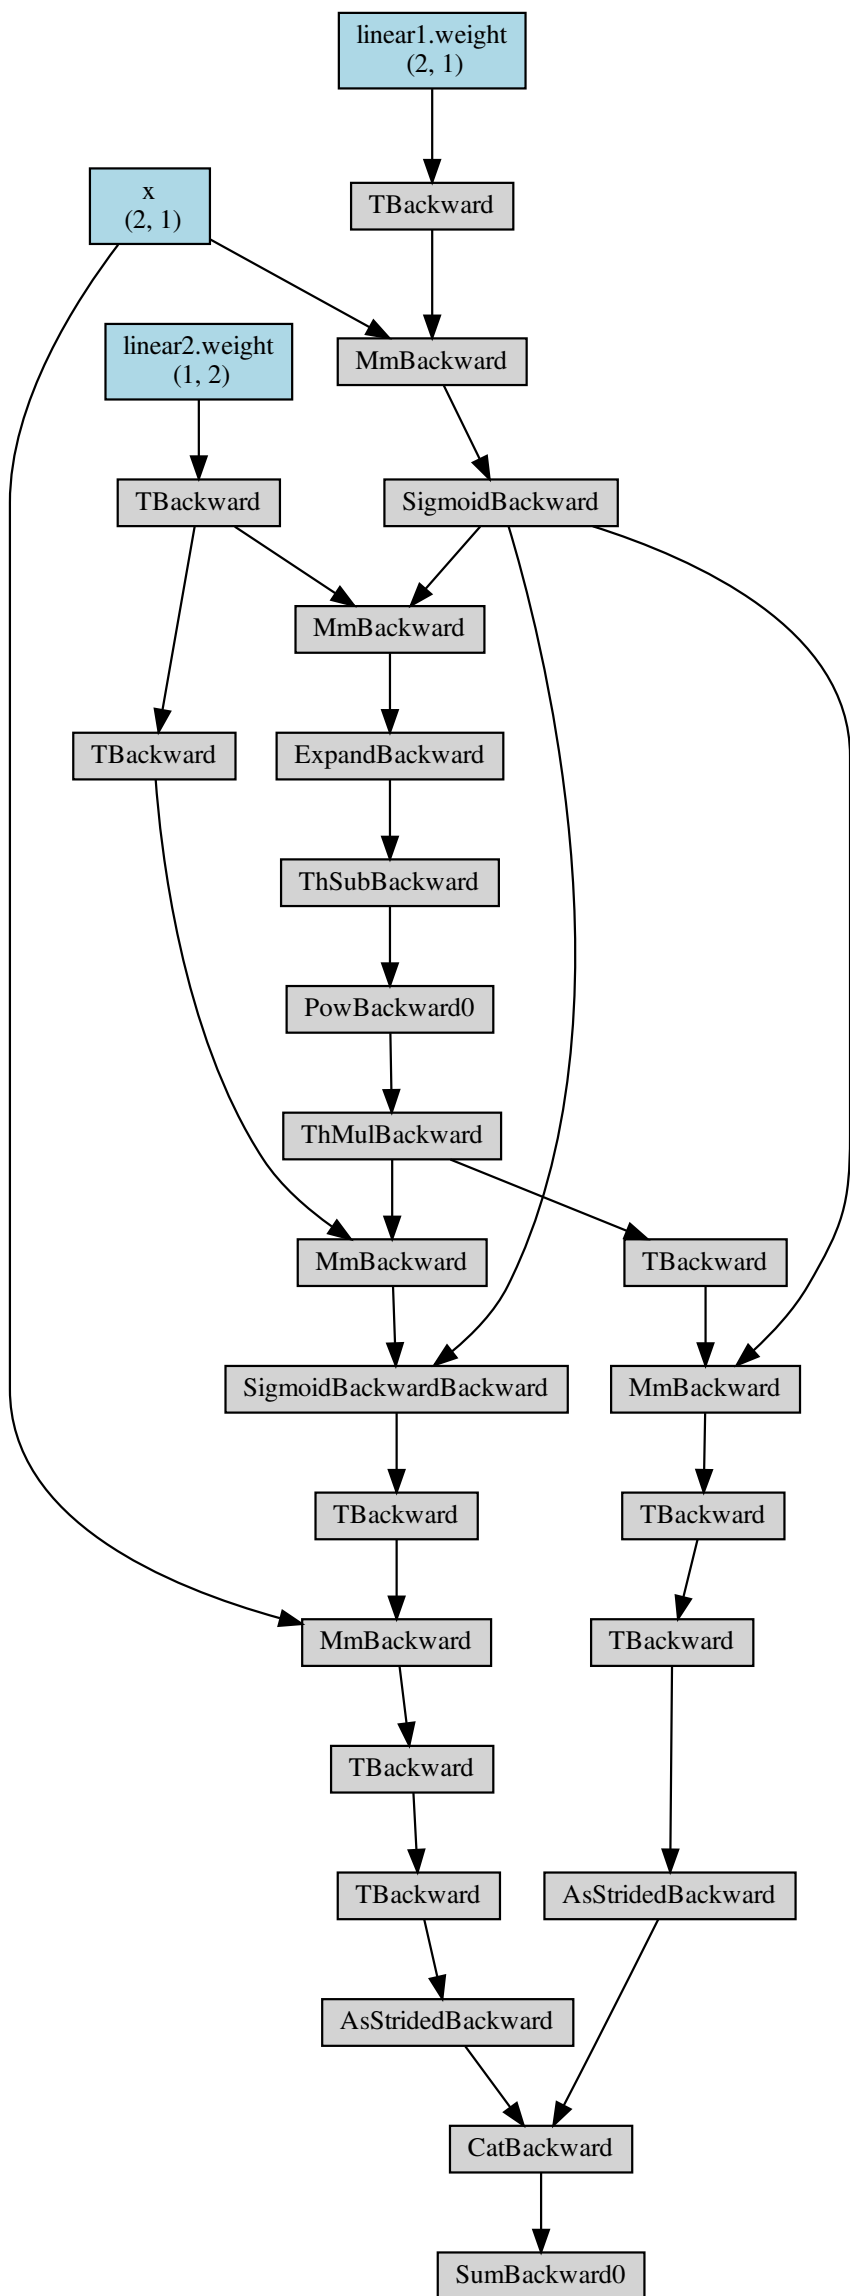 linear1.weight
(2, 1)
x
(2, 1)
TBackward
linear2.weight
(1, 2)
MmBackward
TBackward
SigmoidBackward
MmBackward
TBackward
ExpandBackward
ThSubBackward
PowBackward0
ThMulBackward
MmBackward
TBackward
SigmoidBackwardBackward
MmBackward
TBackward
TBackward
MmBackward
TBackward
TBackward
TBackward
AsStridedBackward
AsStridedBackward
CatBackward
SumBackward0